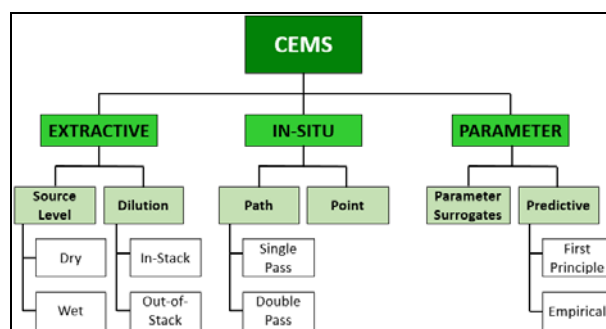 CEMS
EXTRACTIVE
IN-SITU
PARAMETER
Source
Level
Dilution
Path
Point
Parameter
Surrogates
Predictive
Dry
In-Stack
Single
Pass
First
Principle
Wet
Out-of-
Stack
Double
Pass
Empirical